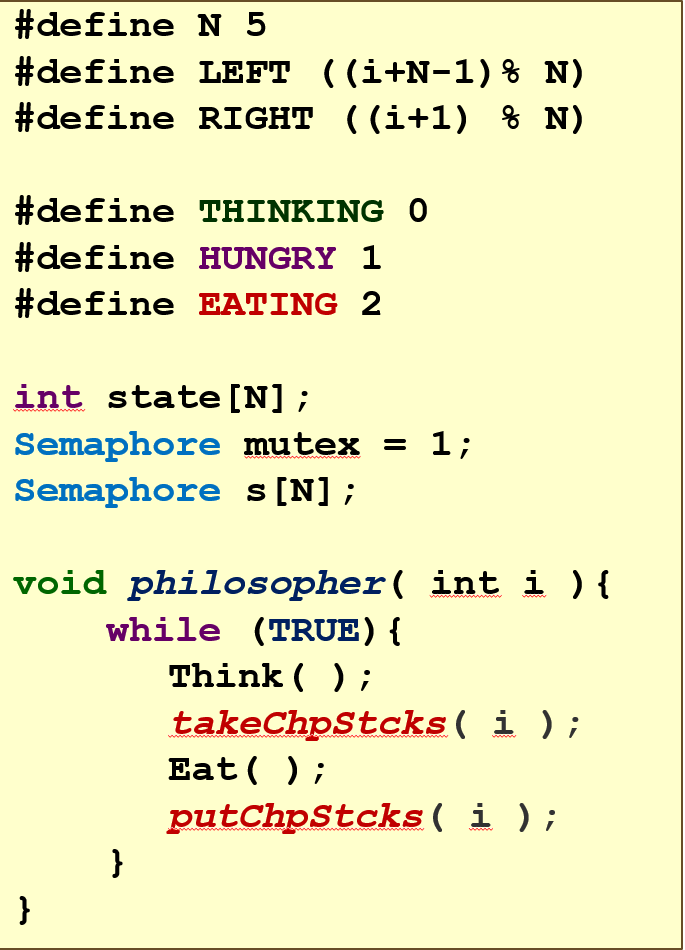 #define N 5
#define LEFT ((i+N-1)% N)
#define RIGHT ((i+1) % N)
#define THINKING 0
#define HUNGRY 1
#define EATING 2
int state[N];
Semaphore mutex = 1;
Semaphore s[N];
void philosopher( int i ){
while (TRUE){
Think( );
takeChpStcks( i );
Eat( );
putChpStcks( i );
}
}